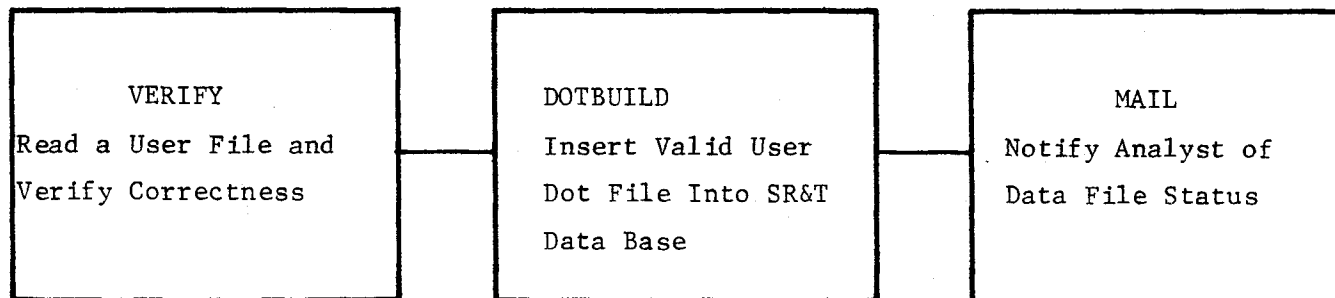 VERIFY
Read a User File and
Verify Correctness
DOTBUILD
Insert Valid User
Dot File Into SR&T
Data Base
MAIL
Notify Analyst of
Data File Status